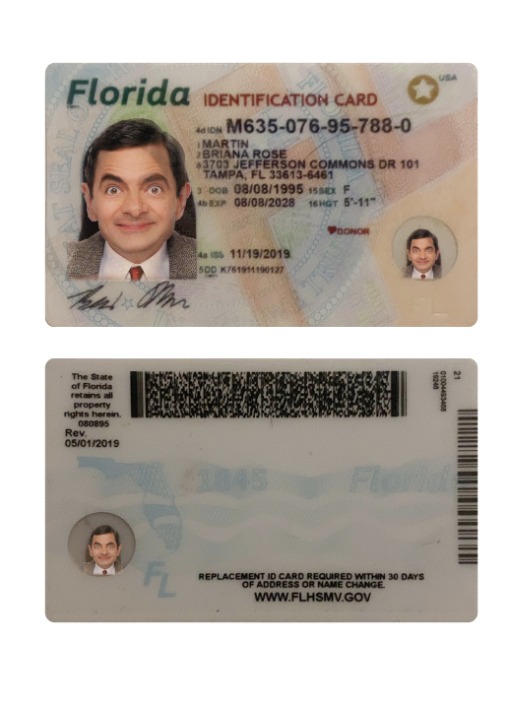 Florida IDENTIFICATION CARD USA
4d IDN M635-076-95-788-0
1 MARTIN
2 BRIANA ROSE
8 3703 JEFFERSON COMMONS DR 101
TAMPA, FL 33613-6461
3 DOB 08/08/1995 15 SEX F
4b EXP 08/08/2028 16 HGT 5'-11"
DONOR
4a ISS 11/19/2019
5 DD K761911190127
The State
of Florida
retains all
property
rights herein.
080895
Rev.
05/01/2019
21
0100446346
1845 Florida
FL
REPLACEMENT ID CARD REQUIRED WITHIN 30 DAYS
OF ADDRESS OR NAME CHANGE.
WWW.FLHSMV.GOV